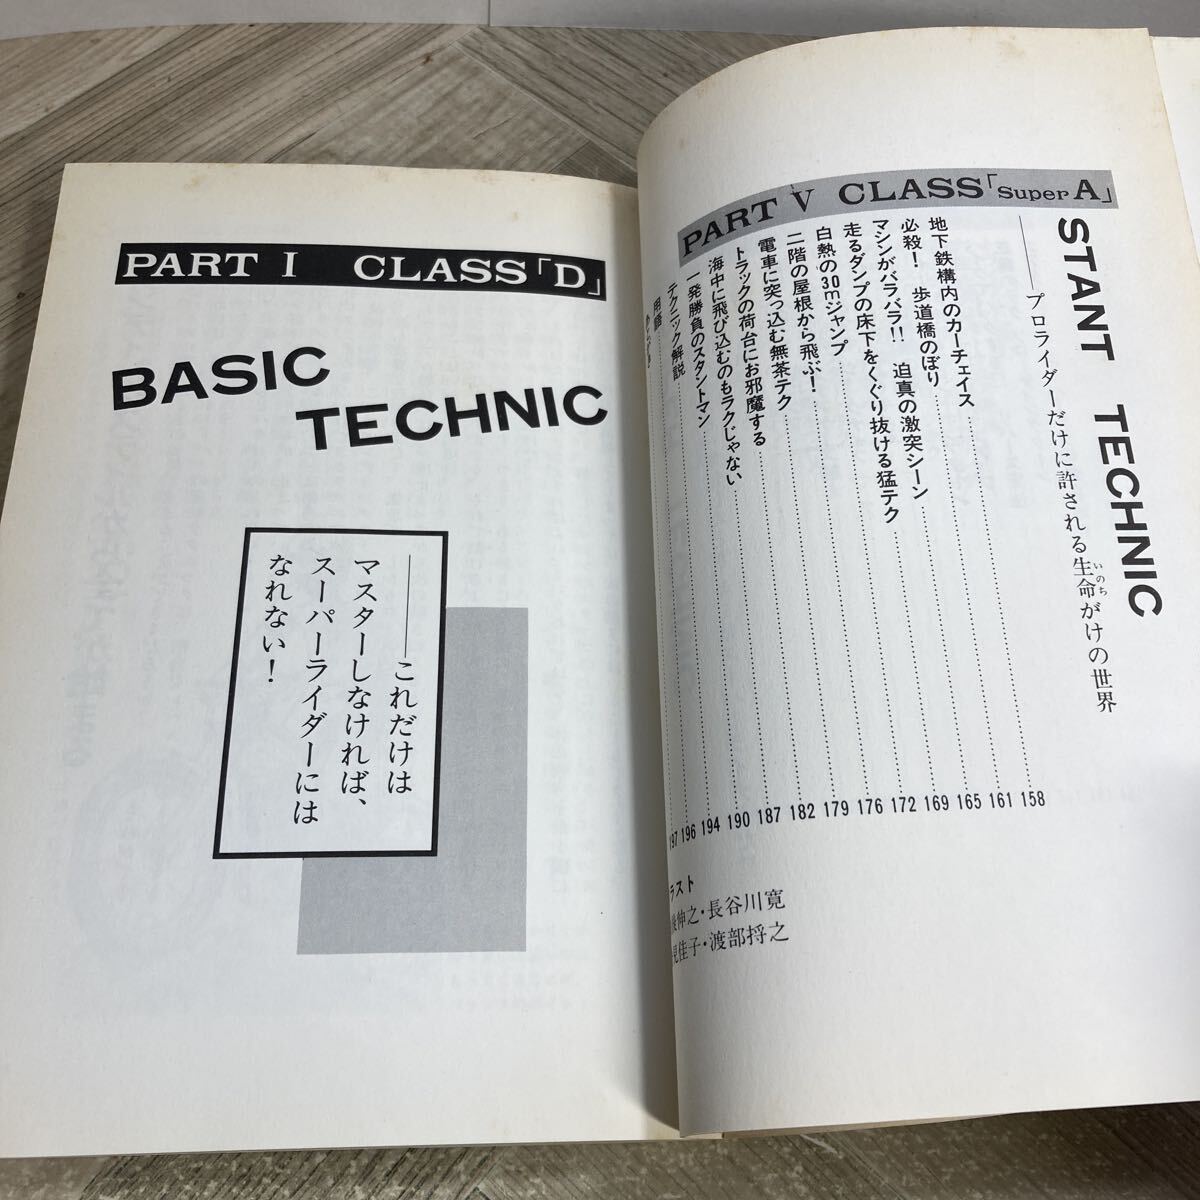 PART V CLASS「Super A」
STANT TECHNIC
——プロライダーだけに許される生命がけの世界
いのち
地下鉄構内のカーチェイス…158
必殺！ 歩道橋のぼり…161
マシンがバラバラ!! 迫真の激突シーン…165
走るダンプの床下をくぐり抜ける猛テク…169
白熱の30mジャンプ…172
二階の屋根から飛ぶ！…176
電車に突っ込む無茶テク…179
トラックの荷台にお邪魔する…182
海中に飛び込むのもラクじゃない…187
一発勝負のスタントマン…190
テクニック解説…194
用語…196
197
ラスト
伸之・長谷川寛
見佳子・渡部
PART I CLASS「D」
BASIC
TECHNIC
——これだけは
マスターしなければ、
スーパーライダーには
なれない！